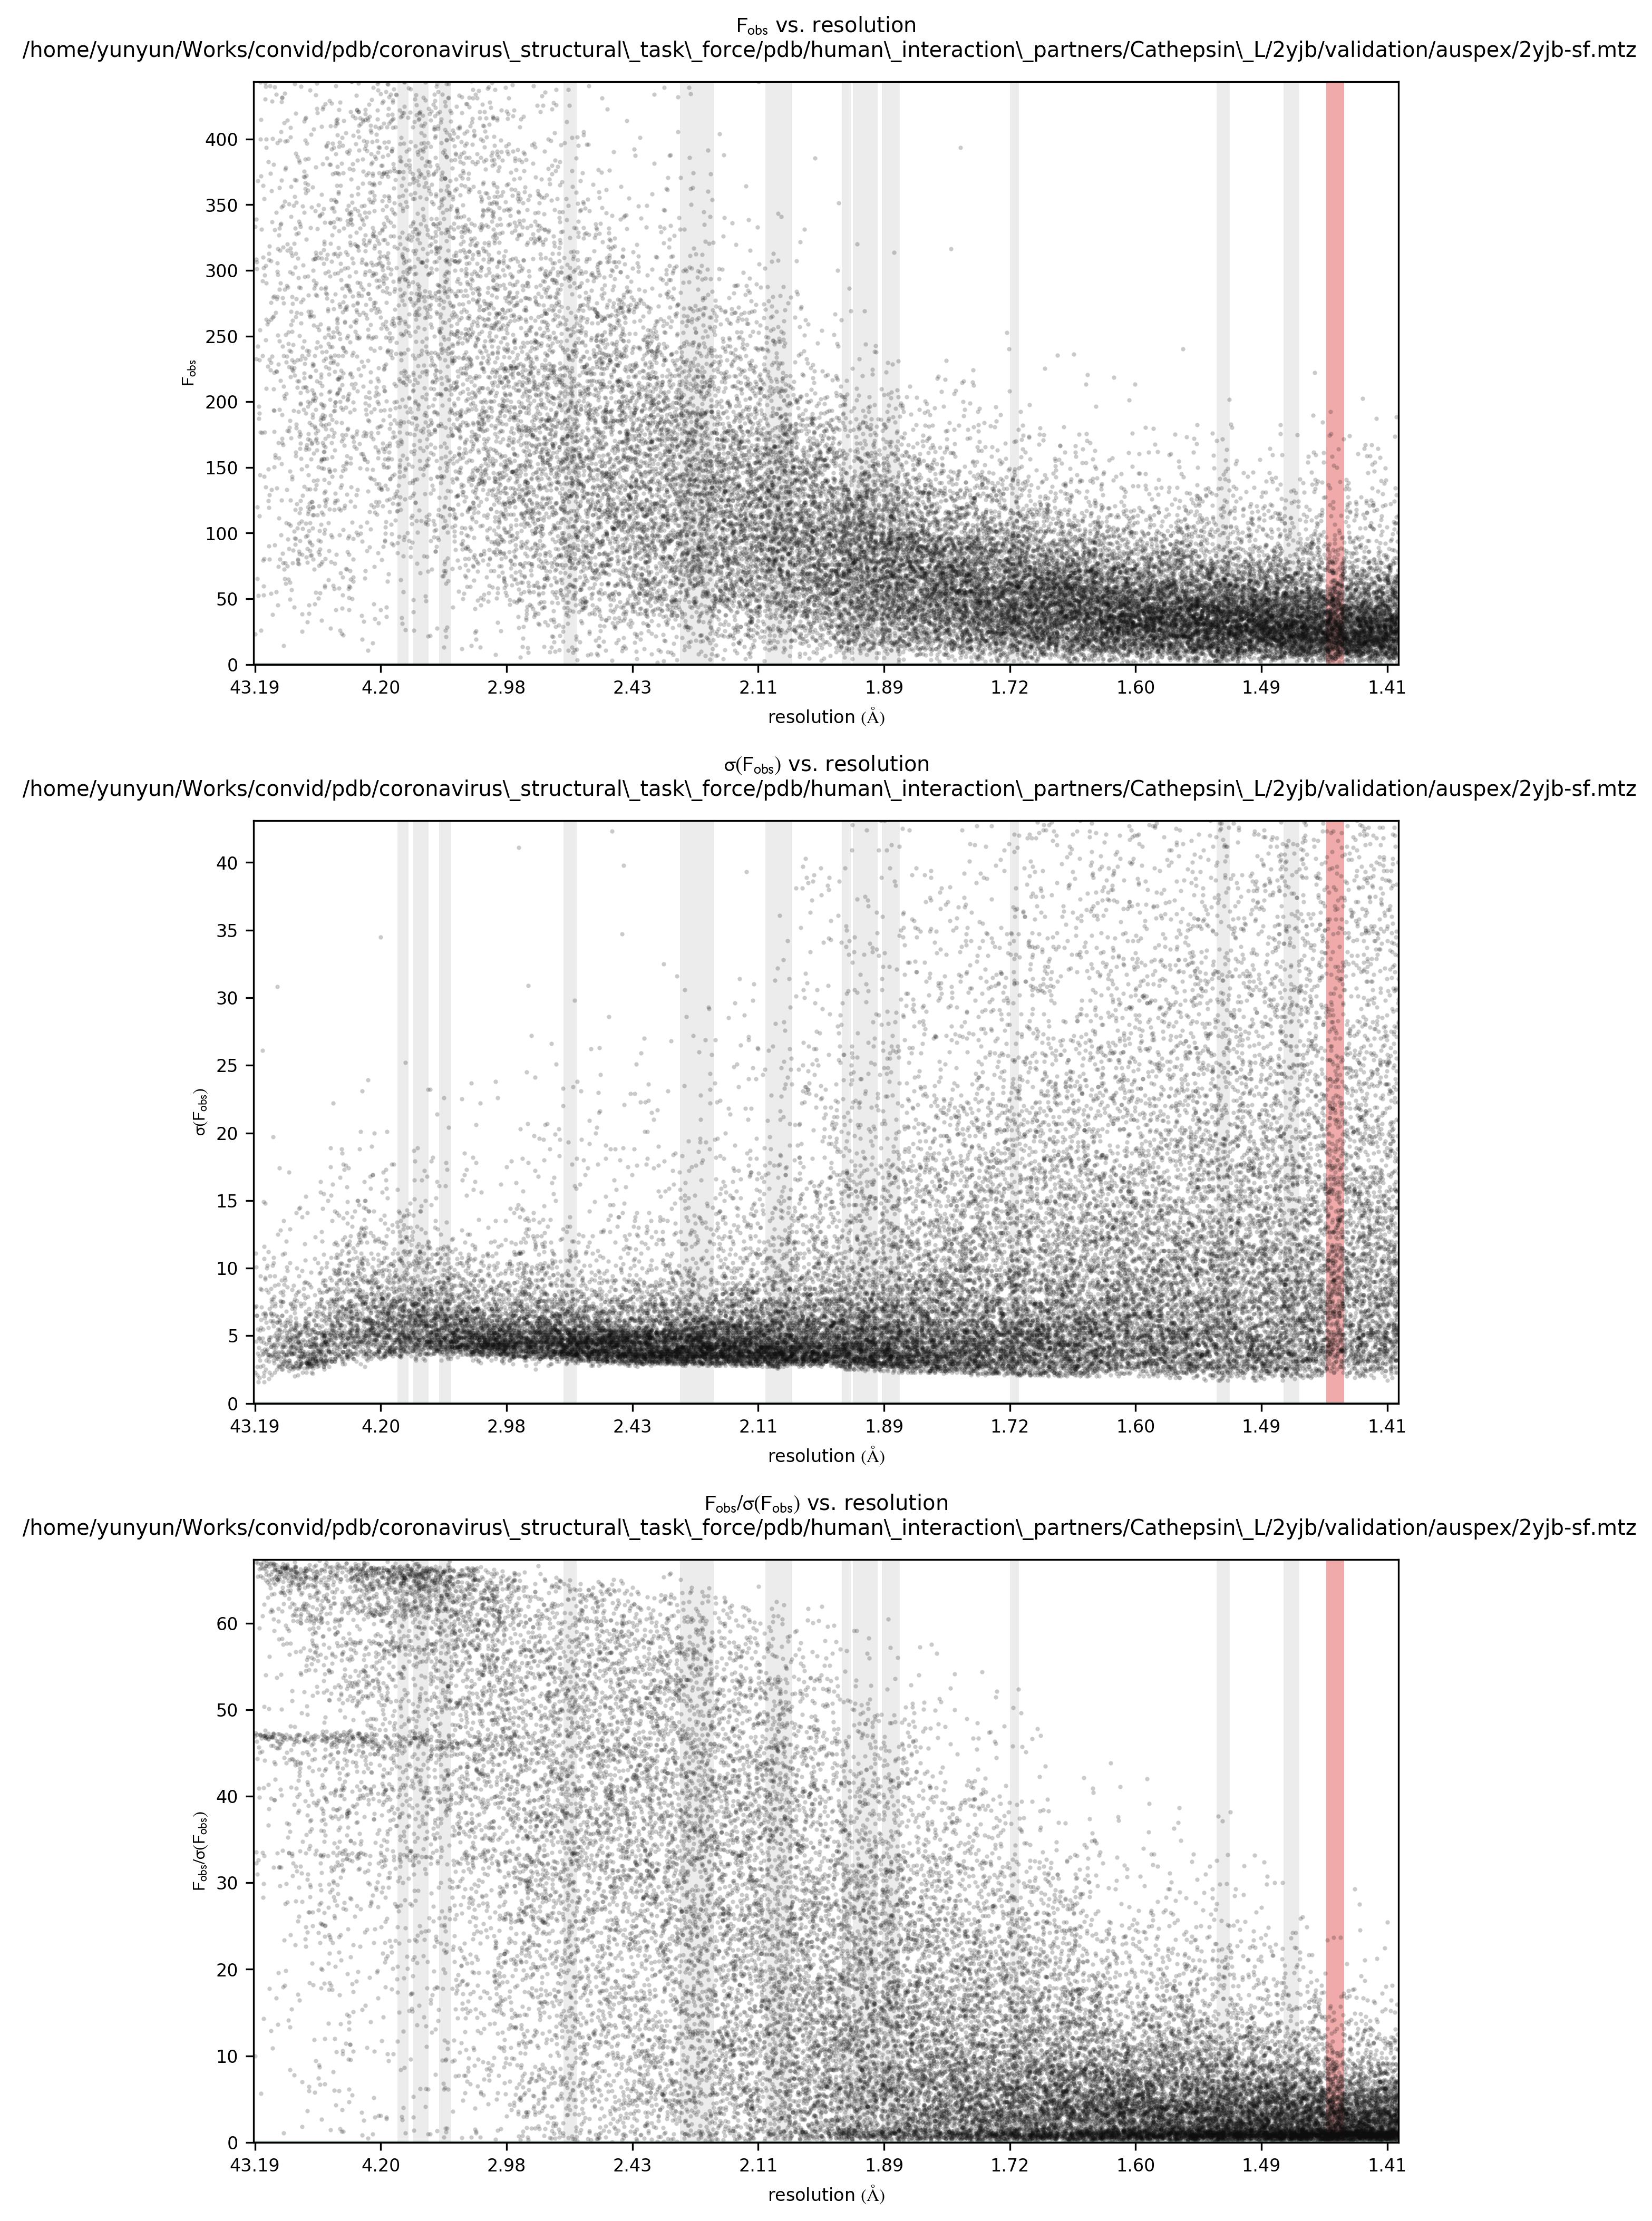 Fobs vs. resolution
/home/yunyun/Works/convid/pdb/coronavirus\_structural\_task\_force/pdb/human\_interaction\_partners/Cathepsin\_L/2yjb/validation/auspex/2yjb-sf.mtz
400
350
300
250
200
150
100
50
0
Fobs
43.19 4.20 2.98 2.43 2.11 1.89 1.72 1.60 1.49 1.41
resolution (Å)
σ(Fobs) vs. resolution
/home/yunyun/Works/convid/pdb/coronavirus\_structural\_task\_force/pdb/human\_interaction\_partners/Cathepsin\_L/2yjb/validation/auspex/2yjb-sf.mtz
40
35
30
25
20
15
10
5
0
σ(Fobs)
43.19 4.20 2.98 2.43 2.11 1.89 1.72 1.60 1.49 1.41
resolution (Å)
Fobs/σ(Fobs) vs. resolution
/home/yunyun/Works/convid/pdb/coronavirus\_structural\_task\_force/pdb/human\_interaction\_partners/Cathepsin\_L/2yjb/validation/auspex/2yjb-sf.mtz
60
50
40
30
20
10
0
Fobs/σ(Fobs)
43.19 4.20 2.98 2.43 2.11 1.89 1.72 1.60 1.49 1.41
resolution (Å)